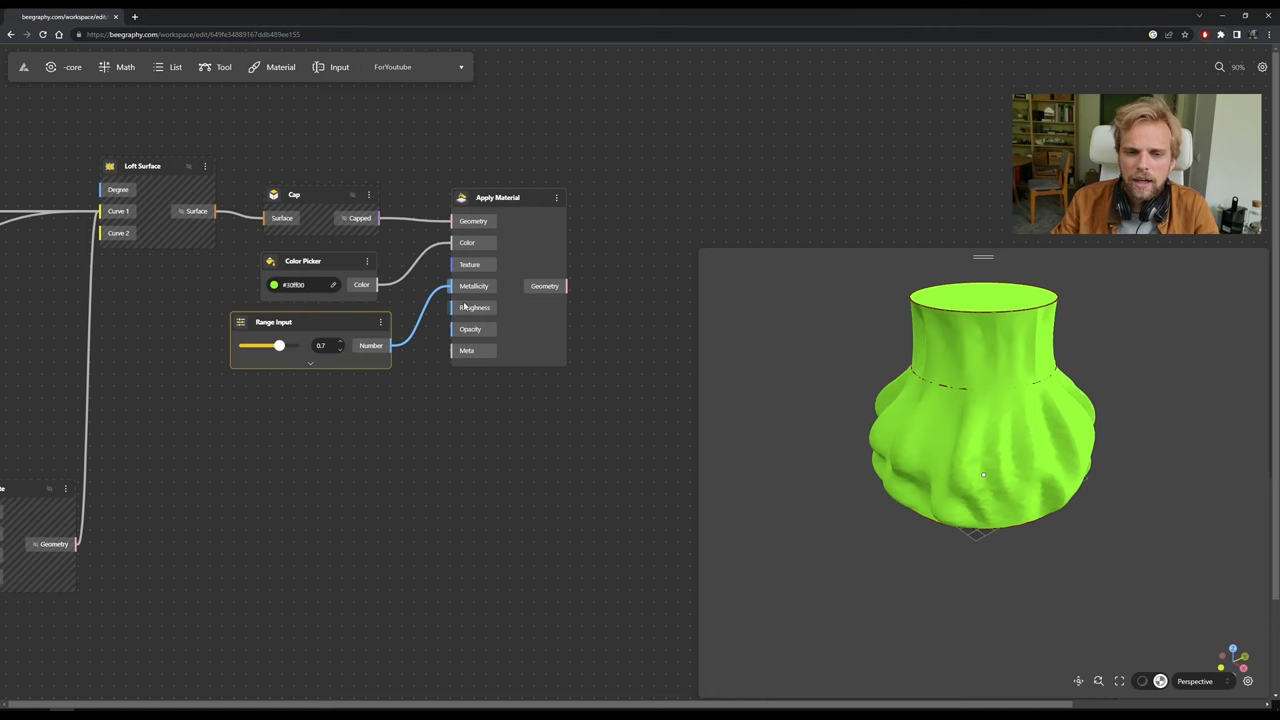 beegraphy.com/workspace/edit/
https://beegraphy.com/workspace/edit/649fe34889167ddb489ee155
-core
Math
List
Tool
Material
Input
ForYoutube
90%
Loft Surface
Degree
Curve 1
Surface
Curve 2
Cap
Surface
Capped
Color Picker
#30ff00
Color
Range Input
0.7
Number
Apply Material
Geometry
Color
Texture
Metallicity
Geometry
Roughness
Opacity
Meta
Geometry
Perspective